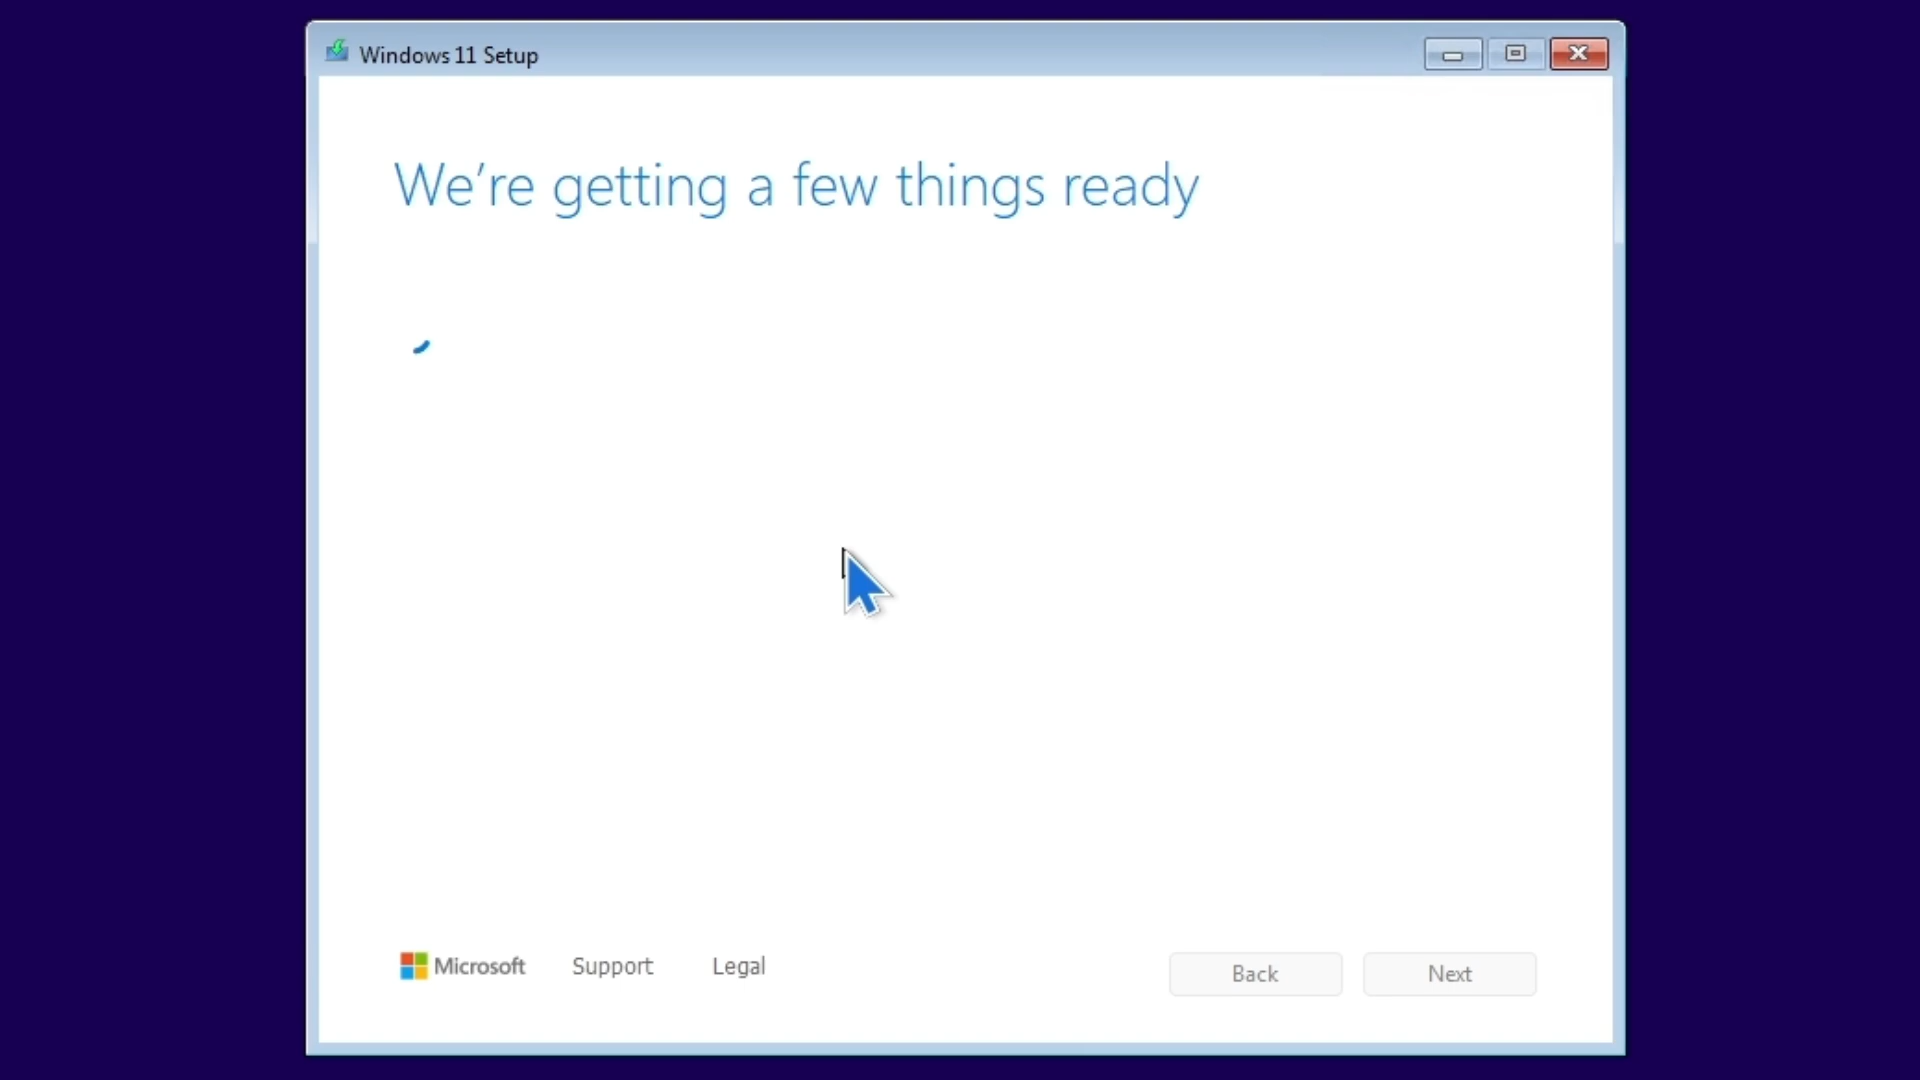 Windows 11 Setup
We're getting a few things ready
Microsoft
Support
Legal
Back
Next